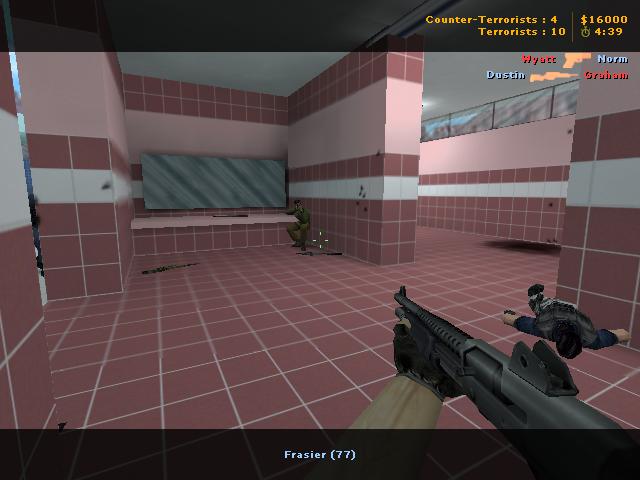 Counter-Terrorists : 4 $16000
Terrorists : 10 4:39
Wyatt Norm
Dustin Graham
Frasier (77)